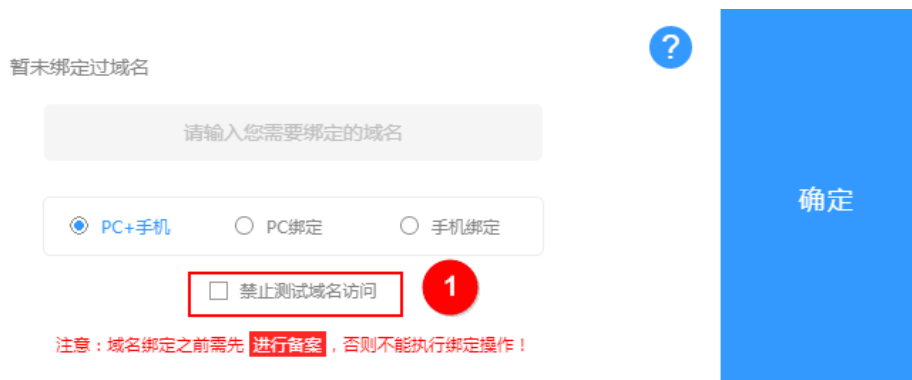 ?
暂未绑定过域名
请输入您需要绑定的域名
确定
PC+手机 PC绑定 手机绑定
禁止测试域名访问 1
注意：域名绑定之前需先 进行备案 ，否则不能执行绑定操作！